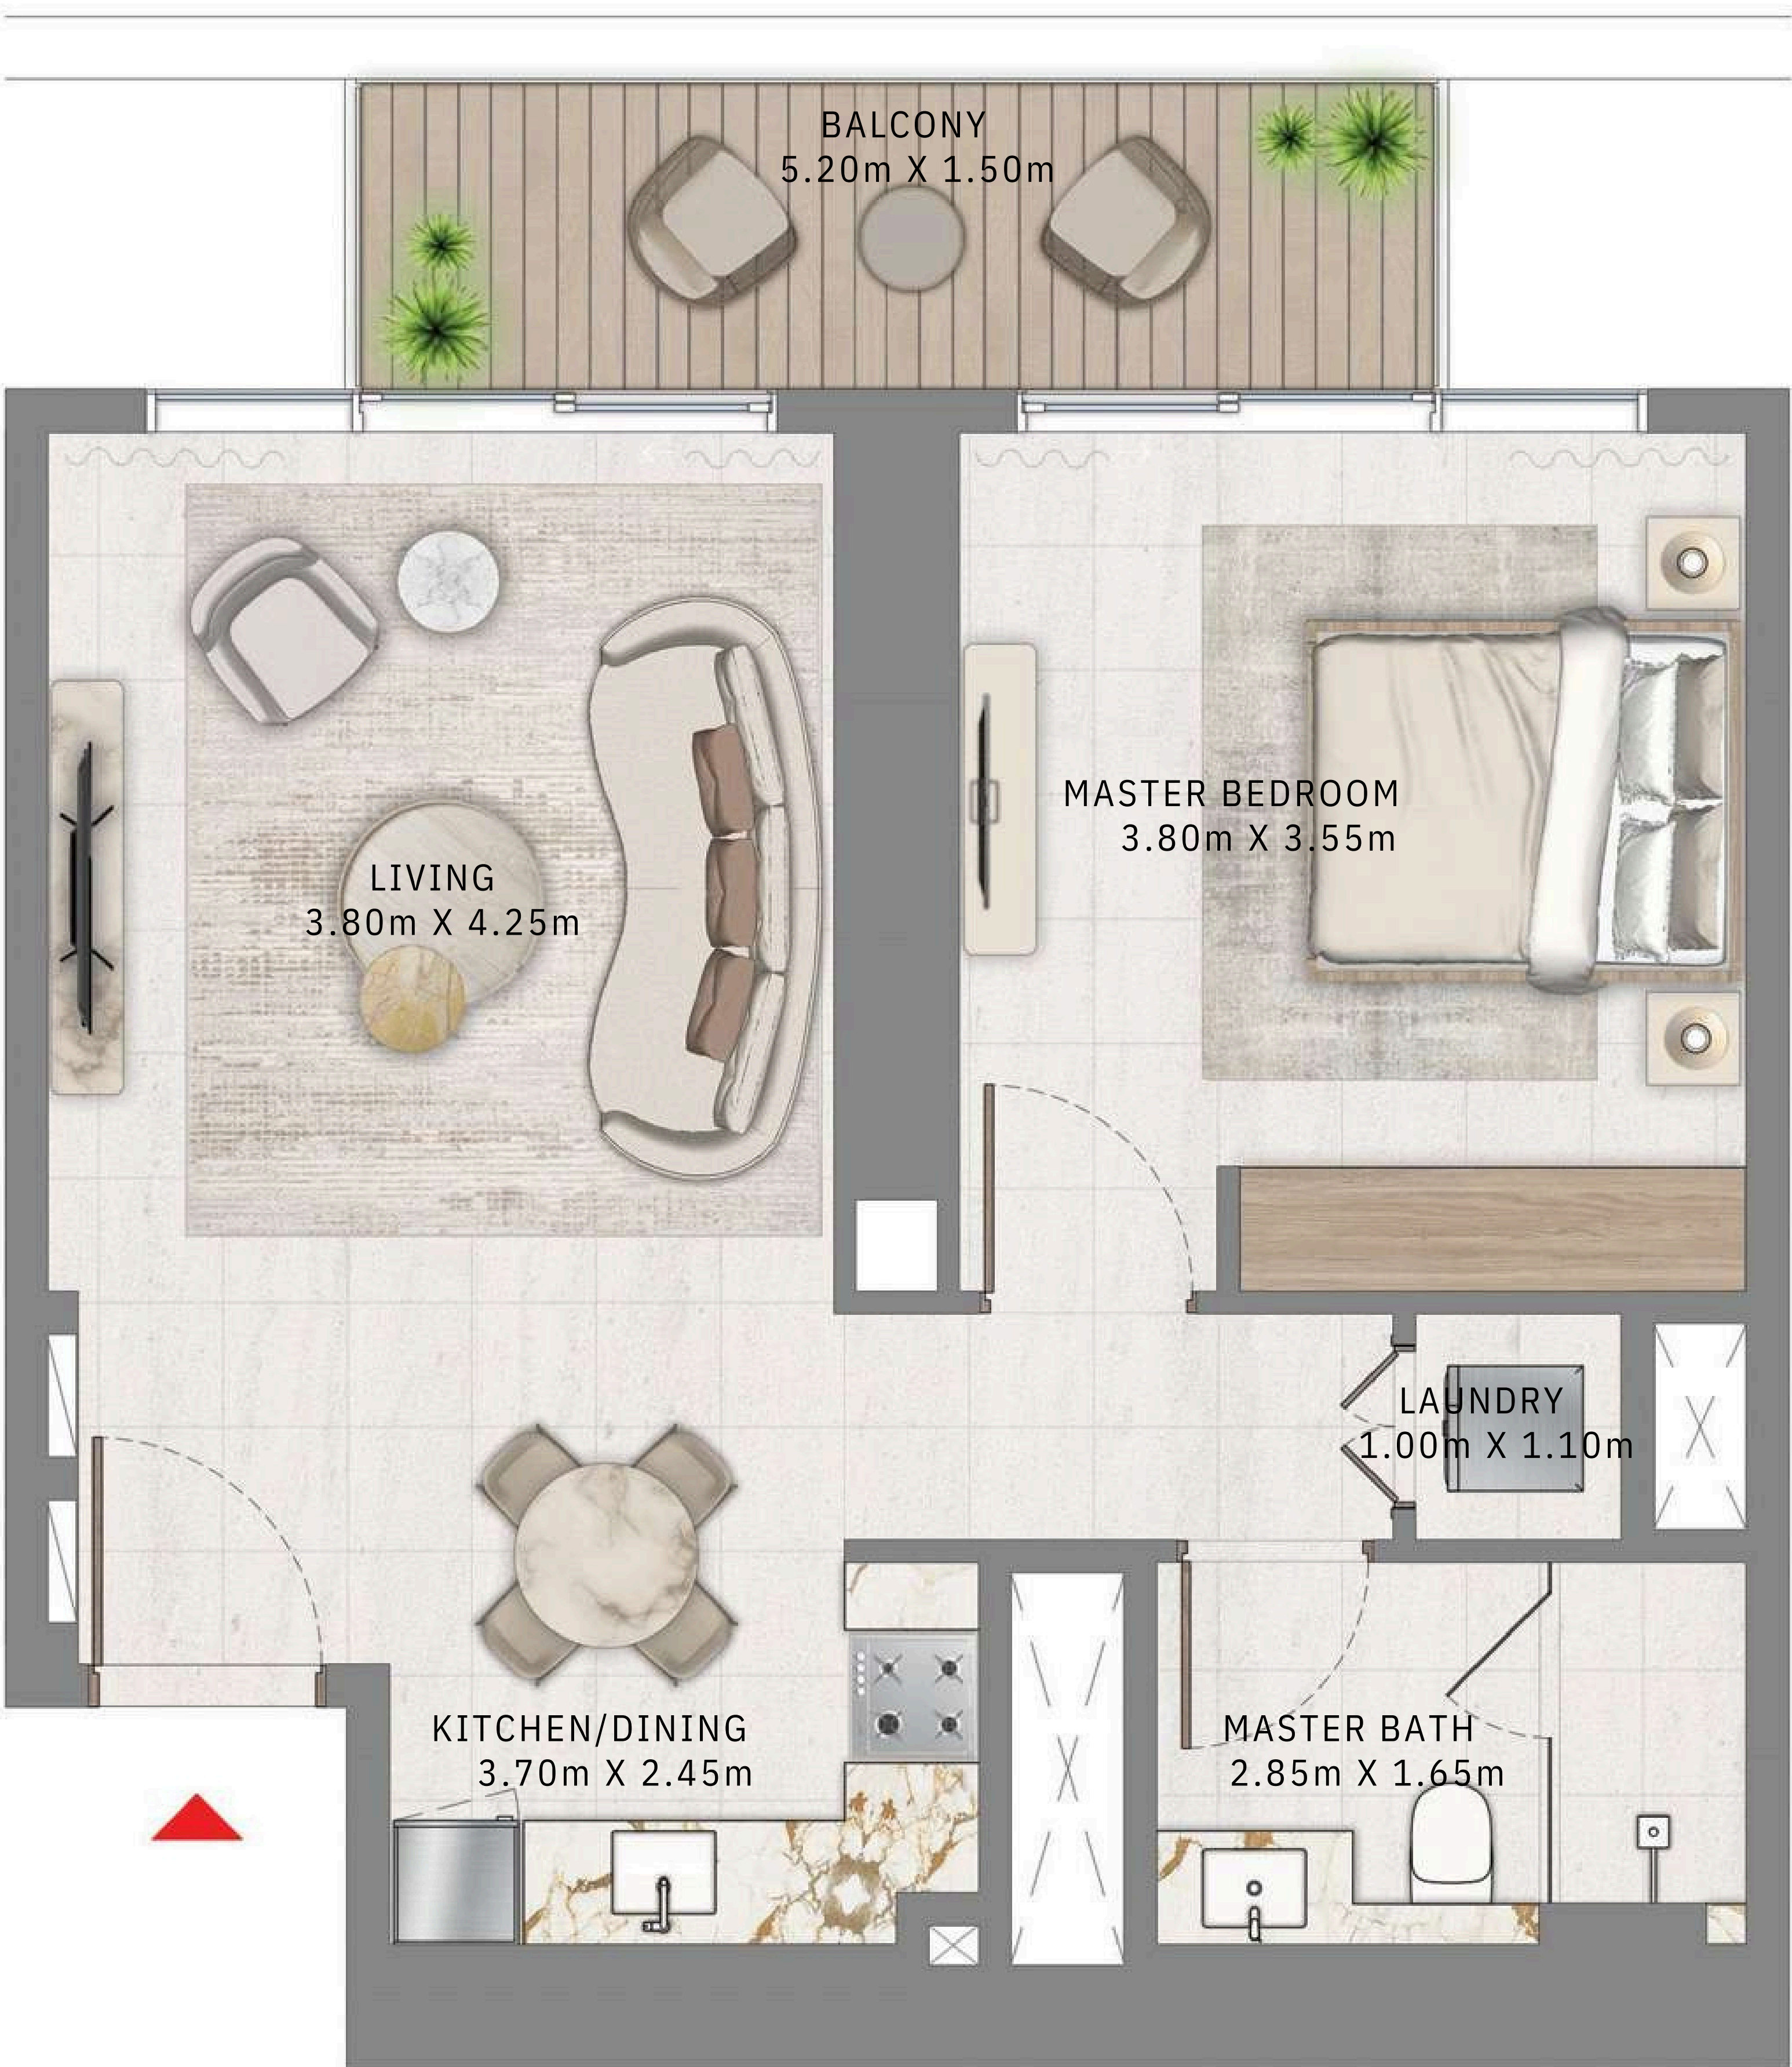 BALCONY
5.20m X 1.50m
MASTER BEDROOM
3.80m X 3.55m
LIVING
3.80m X 4.25m
LAUNDRY
1.00m X 1.10m
KITCHEN/DINING
3.70m X 2.45m
MASTER BATH
2.85m X 1.65m